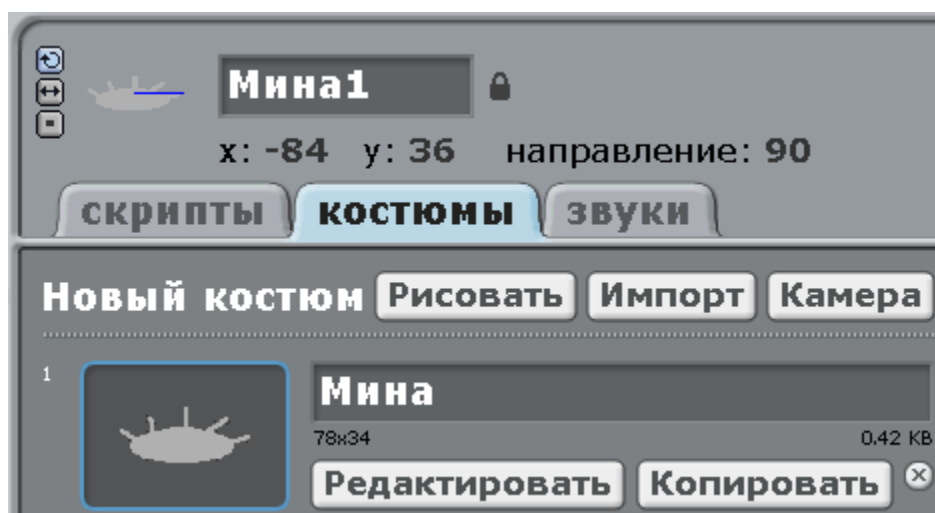 Мина1
x: -84 y: 36 направление: 90
скрипты костюмы звуки
Новый костюм Рисовать Импорт Камера
1 Мина
78x34 0.42 KB
Редактировать Копировать